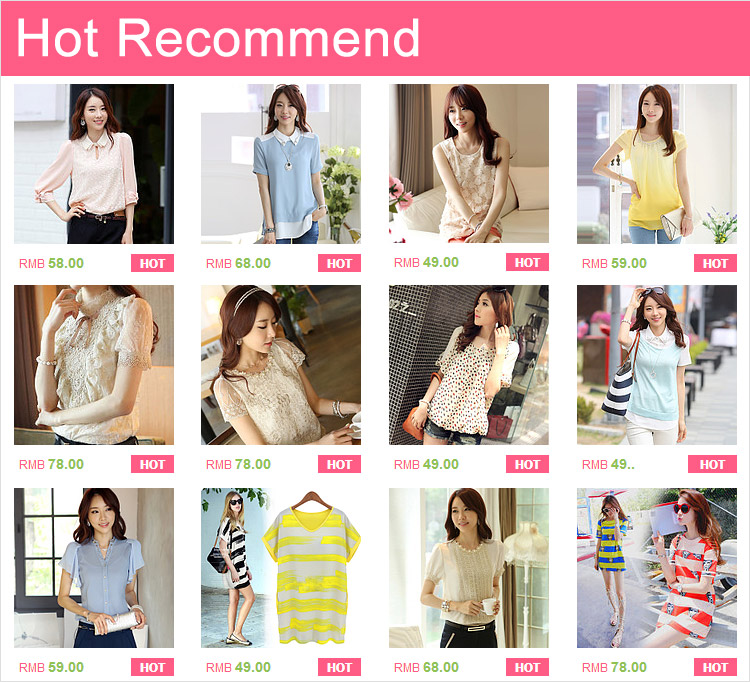 Hot Recommend
RMB 58.00 HOT
RMB 68.00 HOT
RMB 49.00 HOT
RMB 59.00 HOT
RMB 78.00 HOT
RMB 78.00 HOT
RMB 49.00 HOT
RMB 49.. HOT
RMB 59.00 HOT
RMB 49.00 HOT
RMB 68.00 HOT
RMB 78.00 HOT